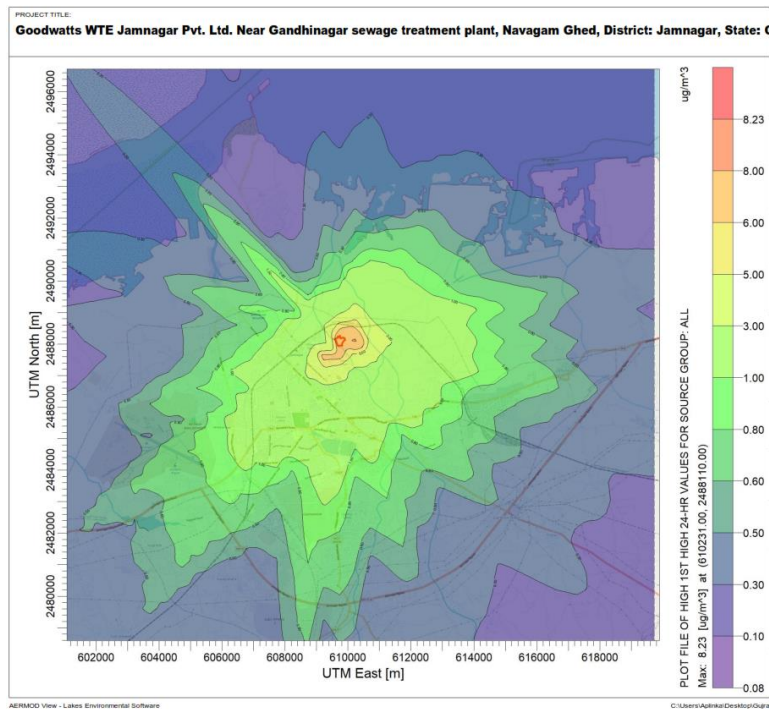 PROJECT TITLE:
Goodwatts WTE Jamnagar Pvt. Ltd. Near Gandhinagar sewage treatment plant, Navagam Ghed, District: Jamnagar, State: G
ug/m^3
8.23
8.00
6.00
5.00
3.00
1.00
0.80
0.60
0.50
0.30
0.10
0.08
PLOT FILE OF HIGH 1ST HIGH 24-HR VALUES FOR SOURCE GROUP: ALL
Max: 8.23 [ug/m^3] at (610231.00, 2488110.00)
UTM North [m]
2496000
2494000
2492000
2490000
2488000
2486000
2484000
2482000
2480000
602000 604000 606000 608000 610000 612000 614000 616000 618000
UTM East [m]
AERMOD View - Lakes Environmental Software
C:\Users\Aplinka\Desktop\Gujra